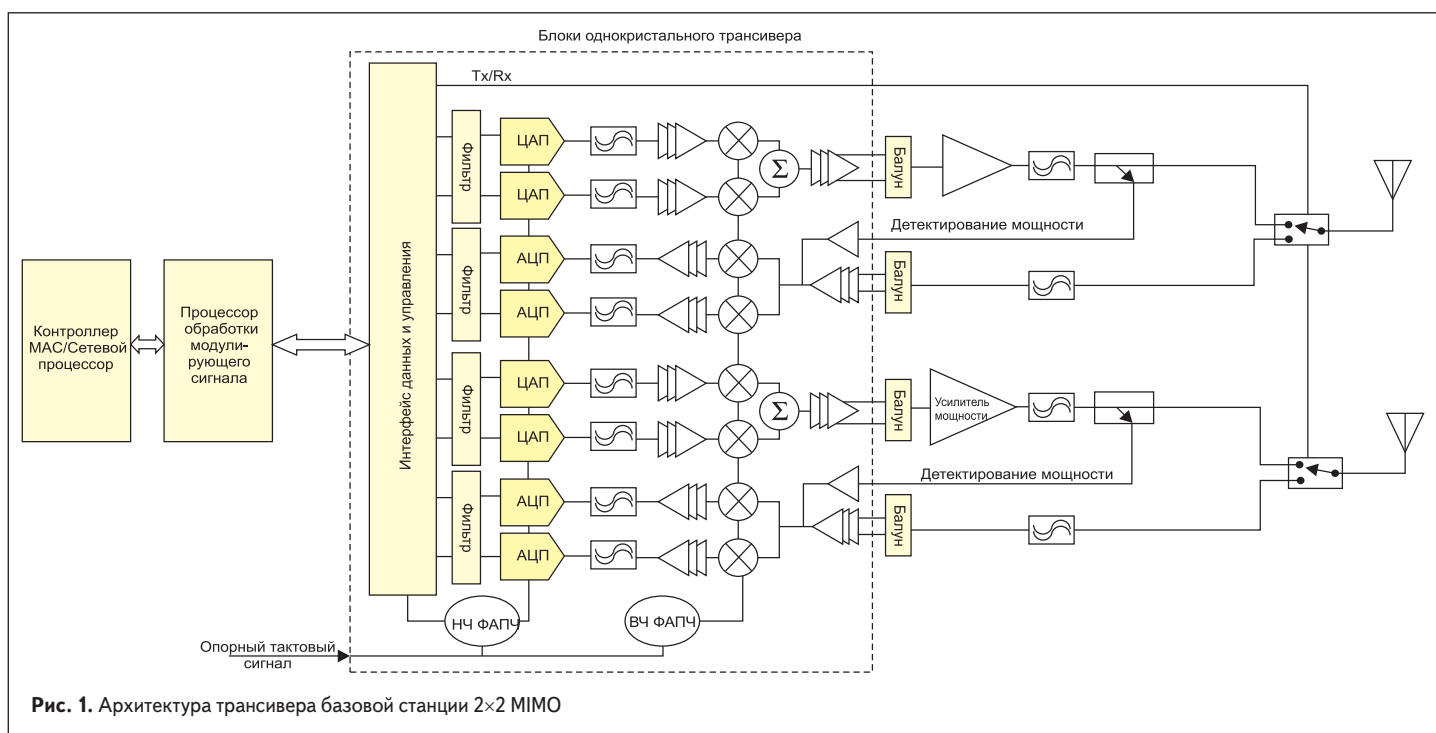 Блоки однокристального трансивера
Tx/Rx
Контроллер
МАС/Сетевой
процессор
Процессор
обработки
модули-
рующего
сигнала
Интерфейс данных и управления
Фильтр
Фильтр
Фильтр
Фильтр
ЦАП
ЦАП
АЦП
АЦП
ЦАП
ЦАП
АЦП
АЦП
Σ
Σ
Балун
Балун
Балун
Балун
Детектирование мощности
Усилитель
мощности
Детектирование мощности
НЧ ФАПЧ
ВЧ ФАПЧ
Опорный тактовый
сигнал
Рис. 1. Архитектура трансивера базовой станции 2×2 MIMO